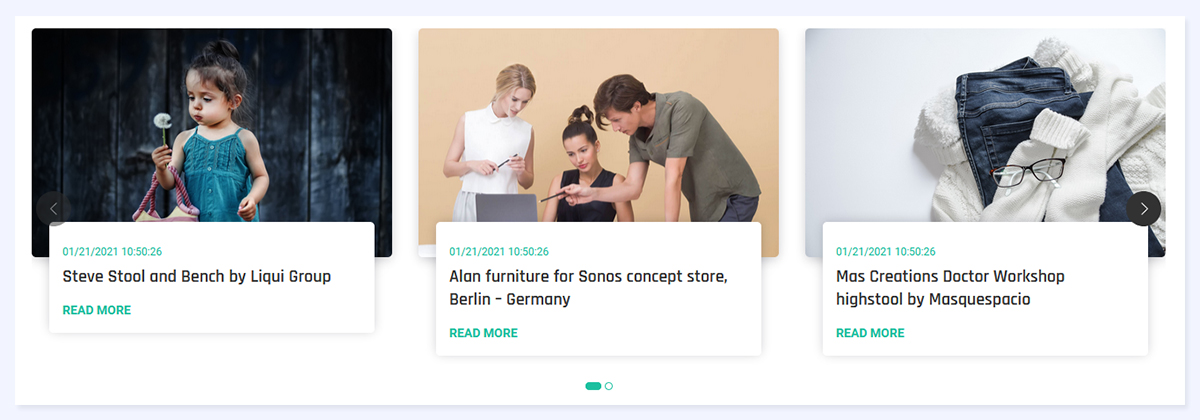 01/21/2021 10:50:26
Steve Stool and Bench by Liqui Group
READ MORE
01/21/2021 10:50:26
Alan furniture for Sonos concept store,
Berlin – Germany
READ MORE
01/21/2021 10:50:26
Mas Creations Doctor Workshop
highstool by Masquespacio
READ MORE